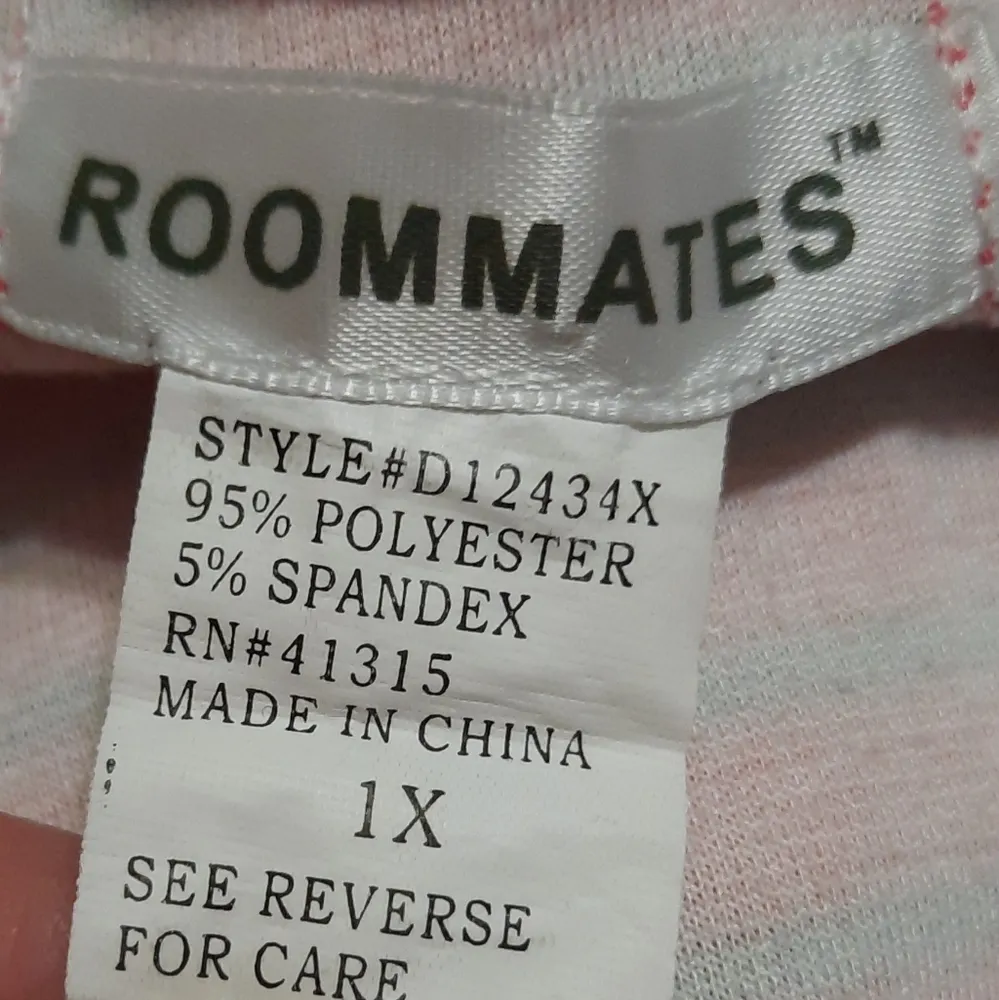 ROOMMATES™
STYLE#D12434X
95% POLYESTER
5% SPANDEX
RN#41315
MADE IN CHINA
1X
SEE REVERSE
FOR CARE